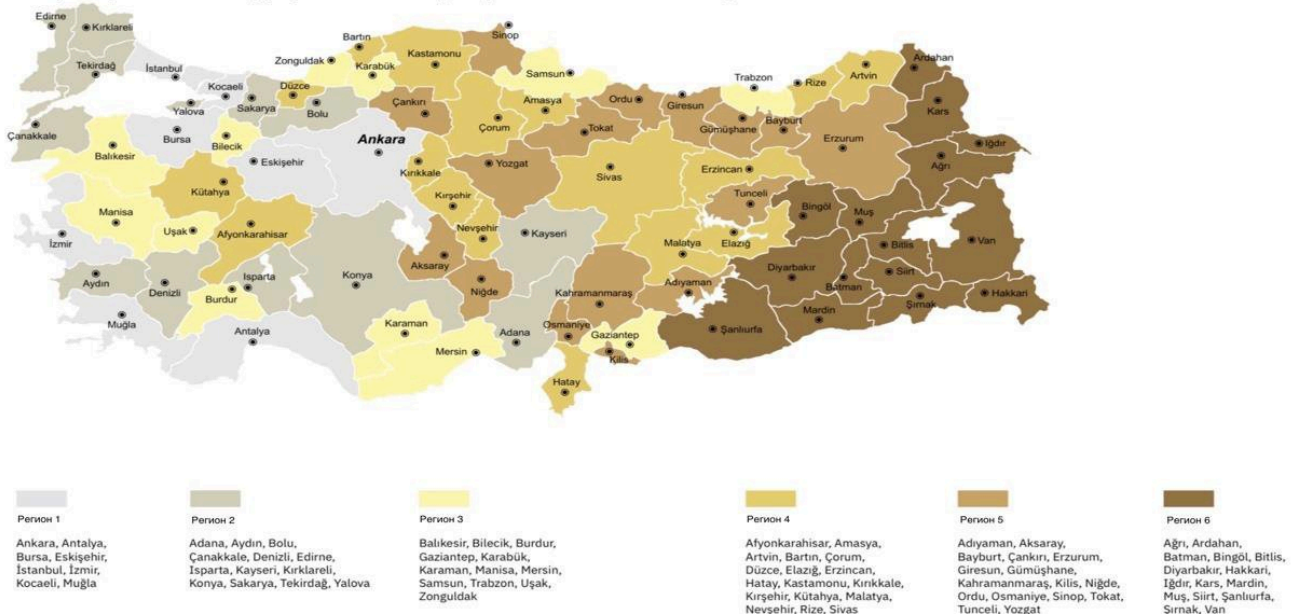 Edirne
Kırklareli
Tekirdağ
İstanbul
Kocaeli
Yalova
Sakarya
Düzce
Bolu
Zonguldak
Bartın
Karabük
Kastamonu
Sinop
Samsun
Çankırı
Çorum
Amasya
Tokat
Ordu
Giresun
Trabzon
Gümüşhane
Bayburt
Rize
Artvin
Ardahan
Kars
Iğdır
Ağrı
Erzurum
Erzincan
Çanakkale
Balıkesir
Bursa
Bilecik
Eskişehir
Ankara
Kırıkkale
Yozgat
Sivas
Tunceli
Bingöl
Muş
Bitlis
Van
Kütahya
Manisa
Uşak
Afyonkarahisar
Kırşehir
Nevşehir
Kayseri
Malatya
Elazığ
Diyarbakır
Batman
Siirt
Şırnak
Hakkari
İzmir
Aydın
Denizli
Burdur
Isparta
Konya
Aksaray
Niğde
Kahramanmaraş
Adıyaman
Şanlıurfa
Mardin
Muğla
Antalya
Karaman
Mersin
Adana
Osmaniye
Gaziantep
Kilis
Hatay
Регион 1
Ankara, Antalya,
Bursa, Eskişehir,
İstanbul, İzmir,
Kocaeli, Muğla
Регион 2
Adana, Aydın, Bolu,
Çanakkale, Denizli, Edirne,
Isparta, Kayseri, Kırklareli,
Konya, Sakarya, Tekirdağ, Yalova
Регион 3
Balıkesir, Bilecik, Burdur,
Gaziantep, Karabük,
Karaman, Manisa, Mersin,
Samsun, Trabzon, Uşak,
Zonguldak
Регион 4
Afyonkarahisar, Amasya,
Artvin, Bartın, Çorum,
Düzce, Elazığ, Erzincan,
Hatay, Kastamonu, Kırıkkale,
Kırşehir, Kütahya, Malatya,
Nevşehir, Rize, Sivas
Регион 5
Adıyaman, Aksaray,
Bayburt, Çankırı, Erzurum,
Giresun, Gümüşhane,
Kahramanmaraş, Kilis, Niğde,
Ordu, Osmaniye, Sinop, Tokat,
Tunceli, Yozgat
Регион 6
Ağrı, Ardahan,
Batman, Bingöl, Bitlis,
Diyarbakır, Hakkari,
Iğdır, Kars, Mardin,
Muş, Siirt, Şanlıurfa,
Şırnak, Van